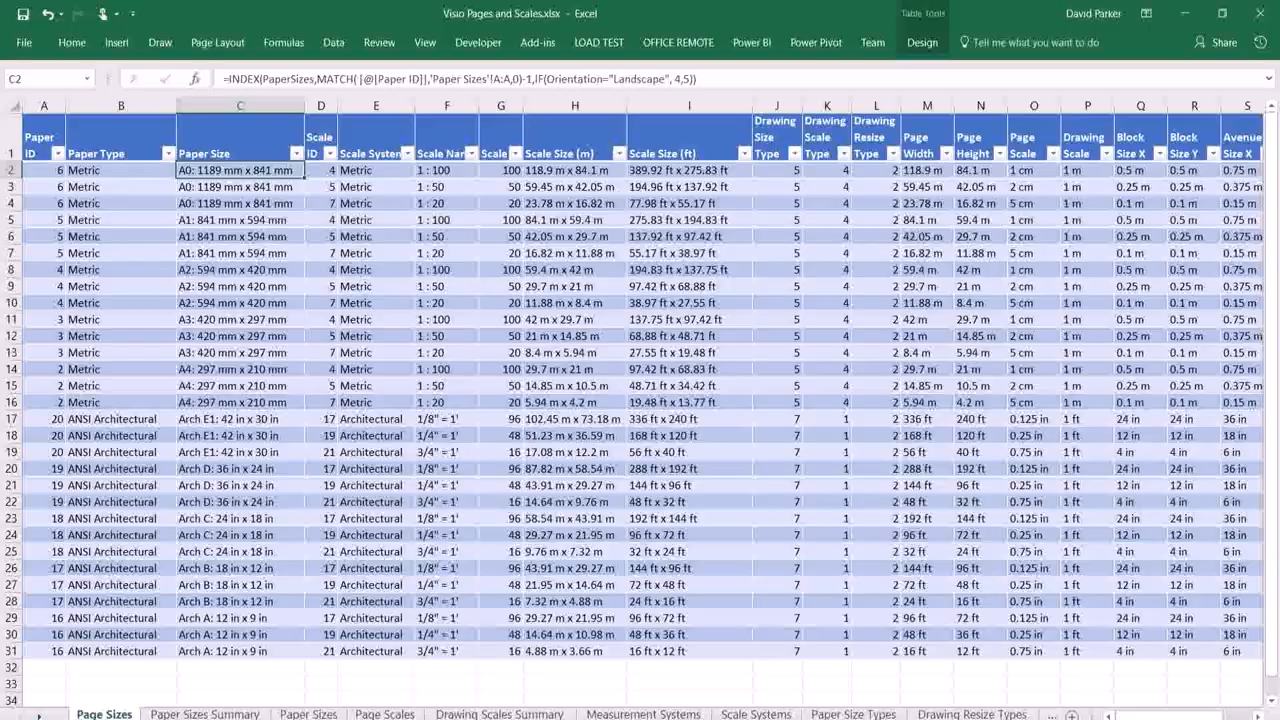 Visio Pages and Scales.xlsx - Excel Table Tools David Parker
File Home Insert Draw Page Layout Formulas Data Review View Developer Add-ins LOAD TEST OFFICE REMOTE Power BI Power Pivot Team Design Tell me what you want to do Share
C2 fx =INDEX(PaperSizes,MATCH([@[Paper ID]],'Paper Sizes'!A:A,0)-1,IF(Orientation="Landscape", 4,5))
A B C D E F G H I J K L M N O P Q R S
1 Paper ID Paper Type Paper Size Scale ID Scale System Scale Nar Scale Scale Size (m) Scale Size (ft) Drawing Size Type Drawing Scale Type Drawing Resize Type Page Width Page Height Page Scale Drawing Scale Block Size X Block Size Y Avenue Size X
2 6 Metric A0: 1189 mm x 841 mm 4 Metric 1 : 100 100 118.9 m x 84.1 m 389.92 ft x 275.83 ft 5 4 2 118.9 m 84.1 m 1 cm 1 m 0.5 m 0.5 m 0.75 m
3 6 Metric A0: 1189 mm x 841 mm 5 Metric 1 : 50 50 59.45 m x 42.05 m 194.96 ft x 137.92 ft 5 4 2 59.45 m 42.05 m 2 cm 1 m 0.25 m 0.25 m 0.375 m
4 6 Metric A0: 1189 mm x 841 mm 7 Metric 1 : 20 20 23.78 m x 16.82 m 77.98 ft x 55.17 ft 5 4 2 23.78 m 16.82 m 5 cm 1 m 0.1 m 0.1 m 0.15 m
5 5 Metric A1: 841 mm x 594 mm 4 Metric 1 : 100 100 84.1 m x 59.4 m 275.83 ft x 194.83 ft 5 4 2 84.1 m 59.4 m 1 cm 1 m 0.5 m 0.5 m 0.75 m
6 5 Metric A1: 841 mm x 594 mm 5 Metric 1 : 50 50 42.05 m x 29.7 m 137.92 ft x 97.42 ft 5 4 2 42.05 m 29.7 m 2 cm 1 m 0.25 m 0.25 m 0.375 m
7 5 Metric A1: 841 mm x 594 mm 7 Metric 1 : 20 20 16.82 m x 11.88 m 55.17 ft x 38.97 ft 5 4 2 16.82 m 11.88 m 5 cm 1 m 0.1 m 0.1 m 0.15 m
8 4 Metric A2: 594 mm x 420 mm 4 Metric 1 : 100 100 59.4 m x 42 m 194.83 ft x 137.75 ft 5 4 2 59.4 m 42 m 1 cm 1 m 0.5 m 0.5 m 0.75 m
9 4 Metric A2: 594 mm x 420 mm 5 Metric 1 : 50 50 29.7 m x 21 m 97.42 ft x 68.88 ft 5 4 2 29.7 m 21 m 2 cm 1 m 0.25 m 0.25 m 0.375 m
10 4 Metric A2: 594 mm x 420 mm 7 Metric 1 : 20 20 11.88 m x 8.4 m 38.97 ft x 27.55 ft 5 4 2 11.88 m 8.4 m 5 cm 1 m 0.1 m 0.1 m 0.15 m
11 3 Metric A3: 420 mm x 297 mm 4 Metric 1 : 100 100 42 m x 29.7 m 137.75 ft x 97.42 ft 5 4 2 42 m 29.7 m 1 cm 1 m 0.5 m 0.5 m 0.75 m
12 3 Metric A3: 420 mm x 297 mm 5 Metric 1 : 50 50 21 m x 14.85 m 68.88 ft x 48.71 ft 5 4 2 21 m 14.85 m 2 cm 1 m 0.25 m 0.25 m 0.375 m
13 3 Metric A3: 420 mm x 297 mm 7 Metric 1 : 20 20 8.4 m x 5.94 m 27.55 ft x 19.48 ft 5 4 2 8.4 m 5.94 m 5 cm 1 m 0.1 m 0.1 m 0.15 m
14 2 Metric A4: 297 mm x 210 mm 4 Metric 1 : 100 100 29.7 m x 21 m 97.42 ft x 68.83 ft 5 4 2 29.7 m 21 m 1 cm 1 m 0.5 m 0.5 m 0.75 m
15 2 Metric A4: 297 mm x 210 mm 5 Metric 1 : 50 50 14.85 m x 10.5 m 48.71 ft x 34.42 ft 5 4 2 14.85 m 10.5 m 2 cm 1 m 0.25 m 0.25 m 0.375 m
16 2 Metric A4: 297 mm x 210 mm 7 Metric 1 : 20 20 5.94 m x 4.2 m 19.48 ft x 13.77 ft 5 4 2 5.94 m 4.2 m 5 cm 1 m 0.1 m 0.1 m 0.15 m
17 20 ANSI Architectural Arch E1: 42 in x 30 in 17 Architectural 1/8" = 1' 96 102.45 m x 73.18 m 336 ft x 240 ft 7 1 2 336 ft 240 ft 0.125 in 1 ft 24 in 24 in 36 in
18 20 ANSI Architectural Arch E1: 42 in x 30 in 19 Architectural 1/4" = 1' 48 51.23 m x 36.59 m 168 ft x 120 ft 7 1 2 168 ft 120 ft 0.25 in 1 ft 12 in 12 in 18 in
19 20 ANSI Architectural Arch E1: 42 in x 30 in 21 Architectural 3/4" = 1' 16 17.08 m x 12.2 m 56 ft x 40 ft 7 1 2 56 ft 40 ft 0.75 in 1 ft 4 in 4 in 6 in
20 19 ANSI Architectural Arch D: 36 in x 24 in 17 Architectural 1/8" = 1' 96 87.82 m x 58.54 m 288 ft x 192 ft 7 1 2 288 ft 192 ft 0.125 in 1 ft 24 in 24 in 36 in
21 19 ANSI Architectural Arch D: 36 in x 24 in 19 Architectural 1/4" = 1' 48 43.91 m x 29.27 m 144 ft x 96 ft 7 1 2 144 ft 96 ft 0.25 in 1 ft 12 in 12 in 18 in
22 19 ANSI Architectural Arch D: 36 in x 24 in 21 Architectural 3/4" = 1' 16 14.64 m x 9.76 m 48 ft x 32 ft 7 1 2 48 ft 32 ft 0.75 in 1 ft 4 in 4 in 6 in
23 18 ANSI Architectural Arch C: 24 in x 18 in 17 Architectural 1/8" = 1' 96 58.54 m x 43.91 m 192 ft x 144 ft 7 1 2 192 ft 144 ft 0.125 in 1 ft 24 in 24 in 36 in
24 18 ANSI Architectural Arch C: 24 in x 18 in 19 Architectural 1/4" = 1' 48 29.27 m x 21.95 m 96 ft x 72 ft 7 1 2 96 ft 72 ft 0.25 in 1 ft 12 in 12 in 18 in
25 18 ANSI Architectural Arch C: 24 in x 18 in 21 Architectural 3/4" = 1' 16 9.76 m x 7.32 m 32 ft x 24 ft 7 1 2 32 ft 24 ft 0.75 in 1 ft 4 in 4 in 6 in
26 17 ANSI Architectural Arch B: 18 in x 12 in 17 Architectural 1/8" = 1' 96 43.91 m x 29.27 m 144 ft x 96 ft 7 1 2 144 ft 96 ft 0.125 in 1 ft 24 in 24 in 36 in
27 17 ANSI Architectural Arch B: 18 in x 12 in 19 Architectural 1/4" = 1' 48 21.95 m x 14.64 m 72 ft x 48 ft 7 1 2 72 ft 48 ft 0.25 in 1 ft 12 in 12 in 18 in
28 17 ANSI Architectural Arch B: 18 in x 12 in 21 Architectural 3/4" = 1' 16 7.32 m x 4.88 m 24 ft x 16 ft 7 1 2 24 ft 16 ft 0.75 in 1 ft 4 in 4 in 6 in
29 16 ANSI Architectural Arch A: 12 in x 9 in 17 Architectural 1/8" = 1' 96 29.27 m x 21.95 m 96 ft x 72 ft 7 1 2 96 ft 72 ft 0.125 in 1 ft 24 in 24 in 36 in
30 16 ANSI Architectural Arch A: 12 in x 9 in 19 Architectural 1/4" = 1' 48 14.64 m x 10.98 m 48 ft x 36 ft 7 1 2 48 ft 36 ft 0.25 in 1 ft 12 in 12 in 18 in
31 16 ANSI Architectural Arch A: 12 in x 9 in 21 Architectural 3/4" = 1' 16 4.88 m x 3.66 m 16 ft x 12 ft 7 1 2 16 ft 12 ft 0.75 in 1 ft 4 in 4 in 6 in
32
33
34
Page Sizes Paper Sizes Summary Paper Sizes Page Scales Drawing Scales Summary Measurement Systems Scale Systems Paper Size Types Drawing Resize Types ...